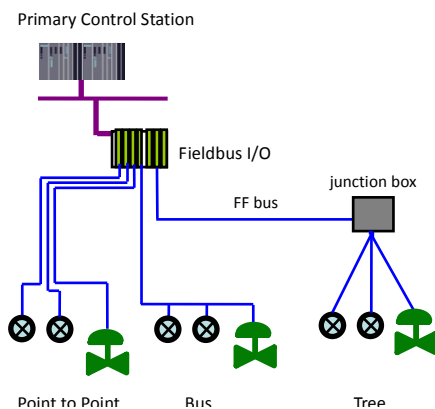 Primary Control Station
Fieldbus I/O
junction box
FF bus
Point to Point Bus Tree